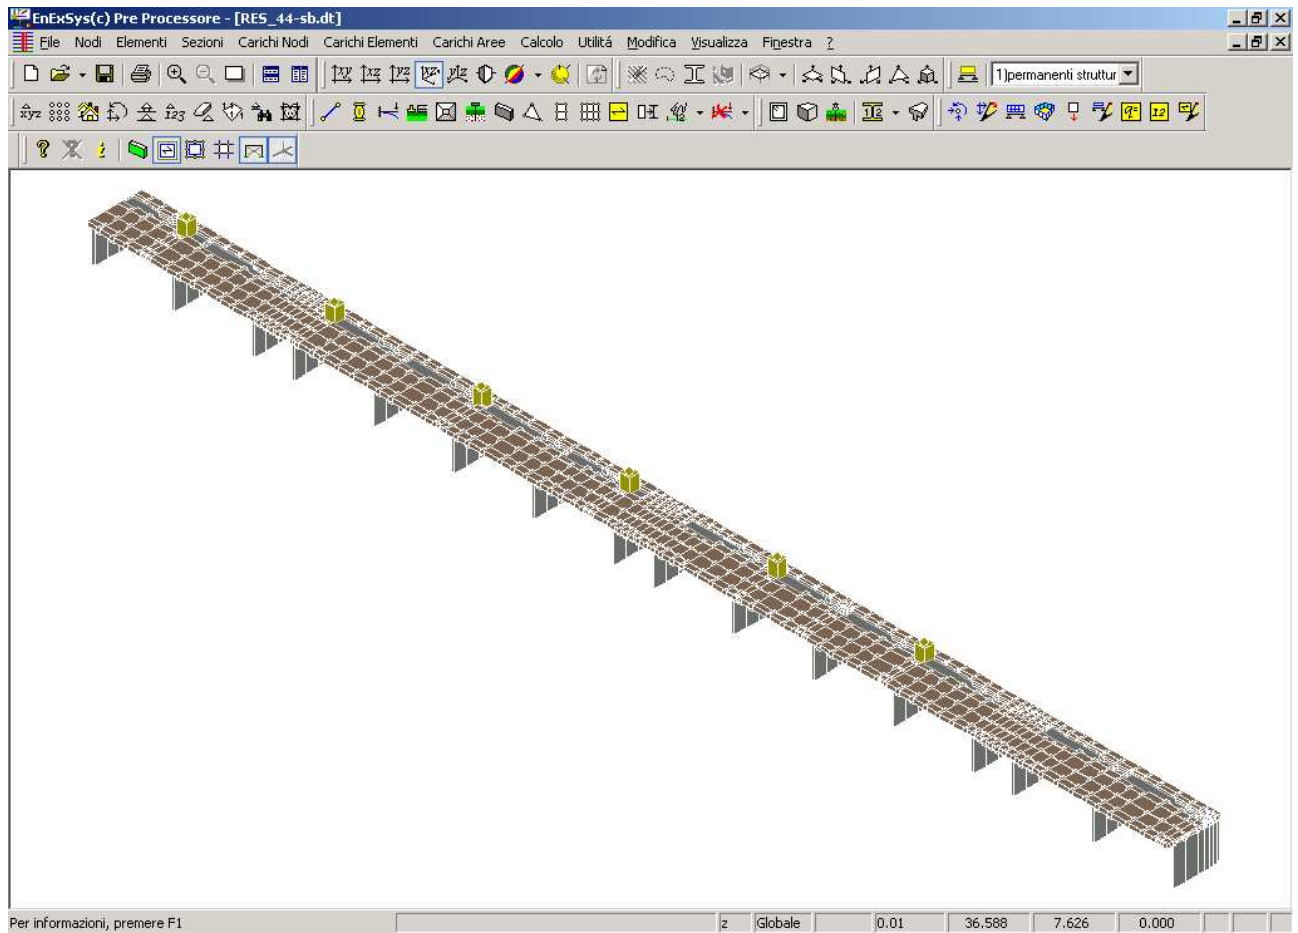 EnExSys(c) Pre Processore - [RES_44-sb.dt]
File Nodi Elementi Sezioni Carichi Nodi Carichi Elementi Carichi Aree Calcolo Utilitá Modifica Visualizza Finestra ?
1)permanenti struttur
Per informazioni, premere F1 z Globale 0.01 36.588 7.626 0.000